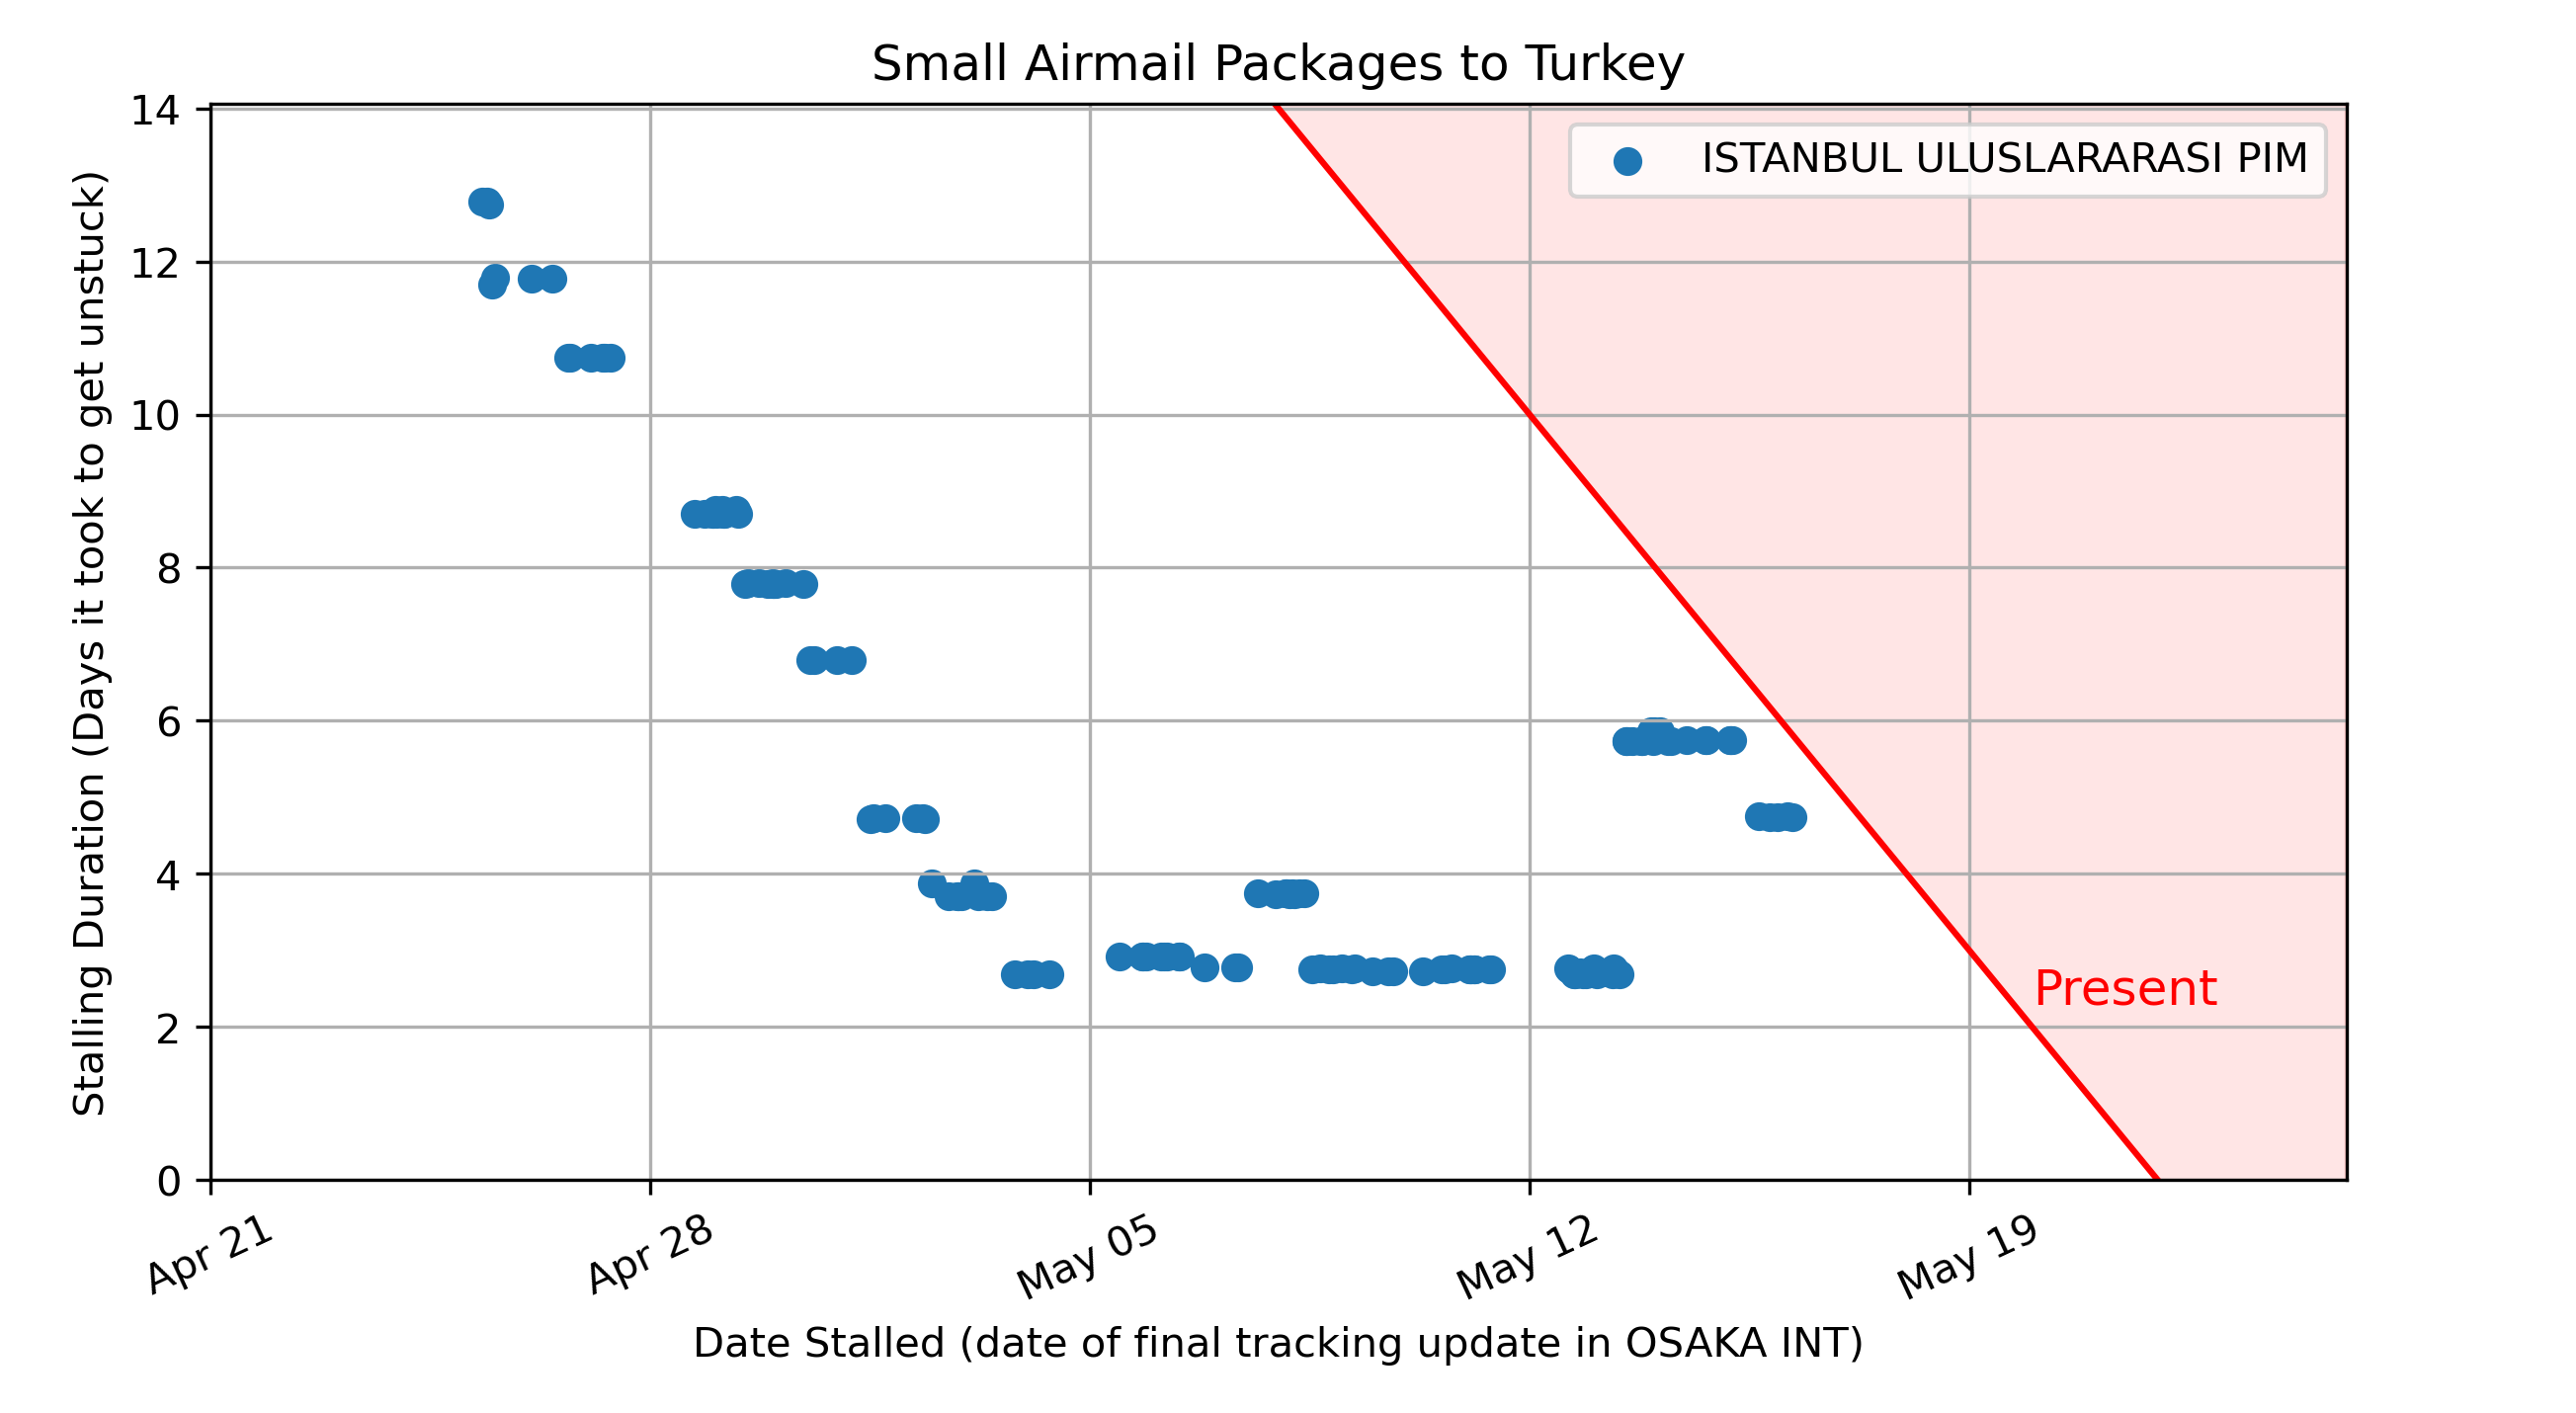 Small Airmail Packages to Turkey
Stalling Duration (Days it took to get unstuck)
14
12
10
8
6
4
2
0
ISTANBUL ULUSLARARASI PIM
Present
Apr 21
Apr 28
May 05
May 12
May 19
Date Stalled (date of final tracking update in OSAKA INT)